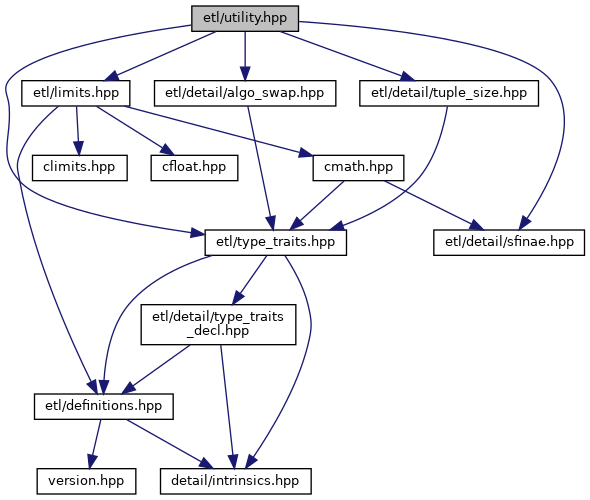 etl/utility.hpp
etl/limits.hpp
etl/detail/algo_swap.hpp
etl/detail/tuple_size.hpp
climits.hpp
cfloat.hpp
cmath.hpp
etl/type_traits.hpp
etl/detail/sfinae.hpp
etl/detail/type_traits
_decl.hpp
etl/definitions.hpp
version.hpp
detail/intrinsics.hpp